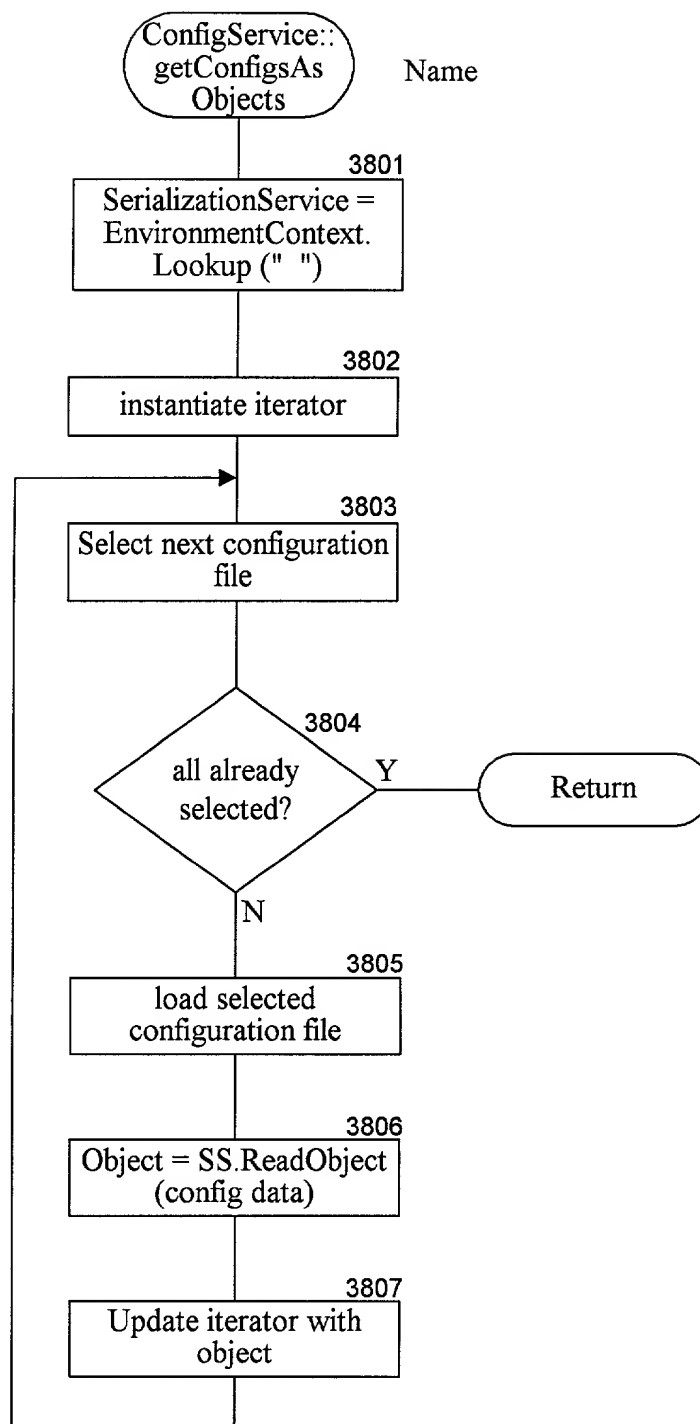 ConfigService::
getConfigsAs
Objects
Name
3801
SerializationService =
EnvironmentContext.
Lookup (" ")
3802
instantiate iterator
3803
Select next configuration
file
3804
all already
selected?
Y
Return
N
3805
load selected
configuration file
3806
Object = SS.ReadObject
(config data)
3807
Update iterator with
object